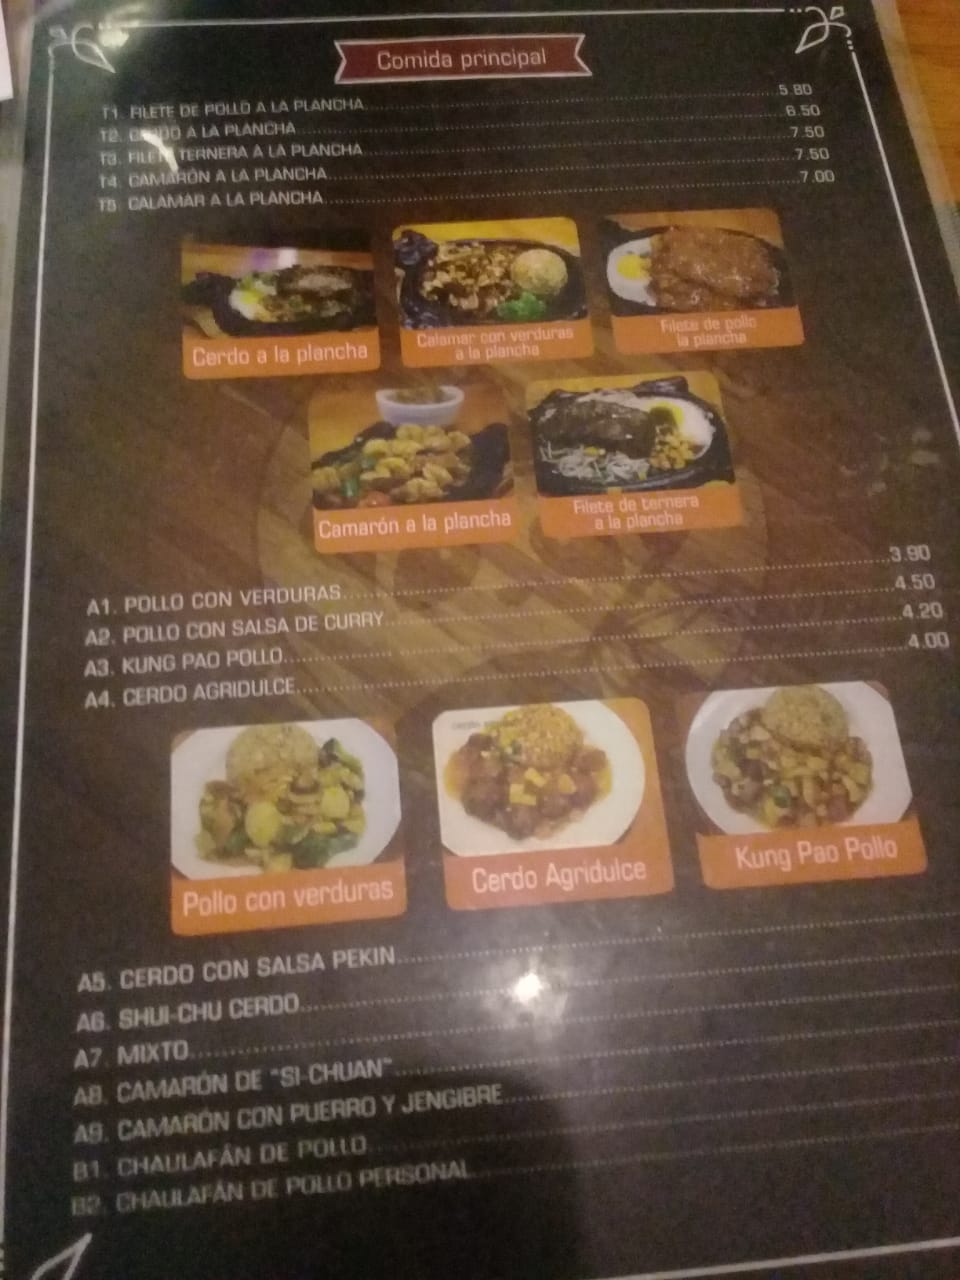 Comida principal
T1. FILETE DE POLLO A LA PLANCHA 5.80
T2. CERDO A LA PLANCHA 6.50
T3. FILETE TERNERA A LA PLANCHA 7.50
T4. CAMARÓN A LA PLANCHA 7.50
T5. CALAMAR A LA PLANCHA 7.00
Cerdo a la plancha
Calamar con verduras
a la plancha
Filete de pollo
la plancha
Camarón a la plancha
Filete de ternera
a la plancha
A1. POLLO CON VERDURAS 3.90
A2. POLLO CON SALSA DE CURRY 4.50
A3. KUNG PAO POLLO 4.20
A4. CERDO AGRIDULCE 4.00
Pollo con verduras
Cerdo Agridulce
Kung Pao Pollo
A5. CERDO CON SALSA PEKIN
A6. SHUI-CHU CERDO
A7. MIXTO
A8. CAMARÓN DE "SI-CHUAN"
A9. CAMARÓN CON PUERRO Y JENGIBRE
B1. CHAULAFÁN DE POLLO
B2. CHAULAFÁN DE POLLO PERSONAL